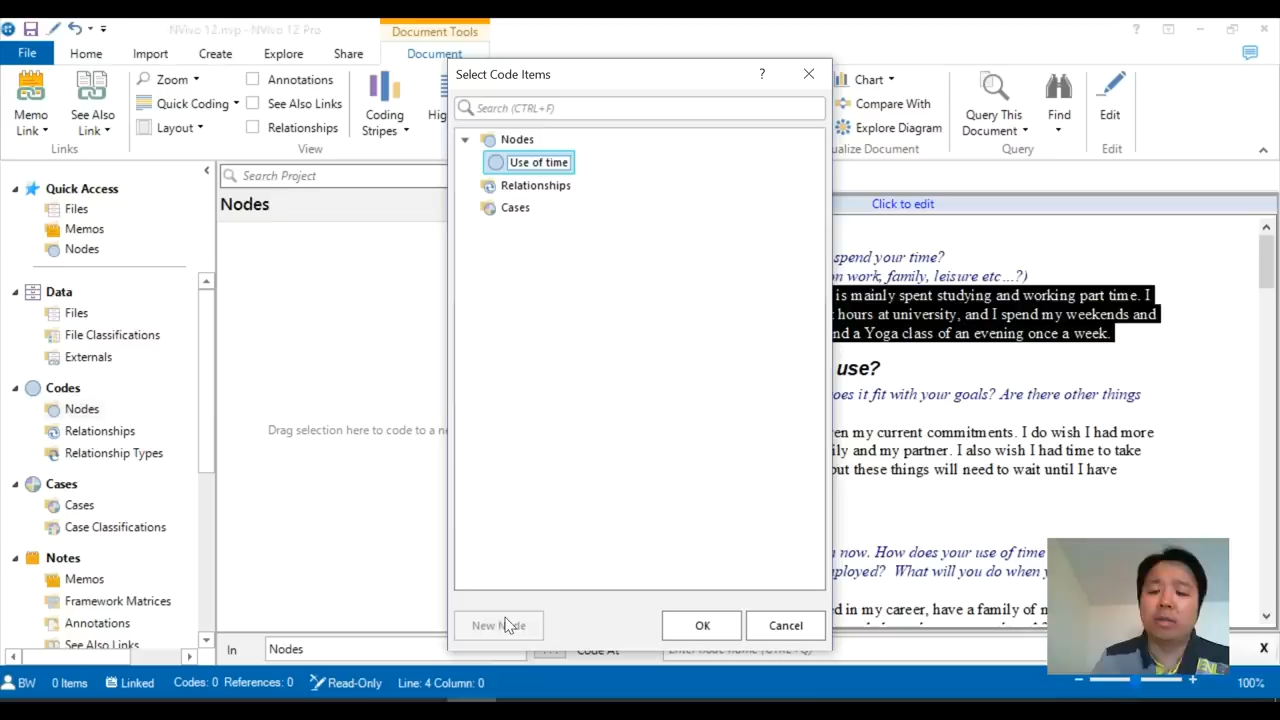 NVivo 12.nvp - NVivo 12 Pro
Document Tools
File
Home
Import
Create
Explore
Share
Document
Memo
Link
See Also
Link
Links
Zoom
Quick Coding
Layout
Annotations
See Also Links
Relationships
View
Coding
Stripes
Hig
Chart
Compare With
Explore Diagram
ualize Document
Query This
Document
Find
Query
Edit
Edit
Quick Access
Files
Memos
Nodes
Data
Files
File Classifications
Externals
Codes
Nodes
Relationships
Relationship Types
Cases
Cases
Case Classifications
Notes
Memos
Framework Matrices
Annotations
See Also Links
Search Project
Nodes
Drag selection here to code to a ne
Select Code Items
?
Search (CTRL+F)
Nodes
Use of time
Relationships
Cases
New Node
OK
Cancel
Click to edit
spend your time?
on work, family, leisure etc…?)
is mainly spent studying and working part time. I
t hours at university, and I spend my weekends and
nd a Yoga class of an evening once a week.
use?
oes it fit with your goals? Are there other things
en my current commitments. I do wish I had more
ily and my partner. I also wish I had time to take
out these things will need to wait until I have
n now. How does your use of time
ployed? What will you do when y
ed in my career, have a family of m
In
Nodes
Code At
Enter node name (CTRL+Q)
X
BW
0 Items
Linked
Codes: 0 References: 0
Read-Only
Line: 4 Column: 0
100%